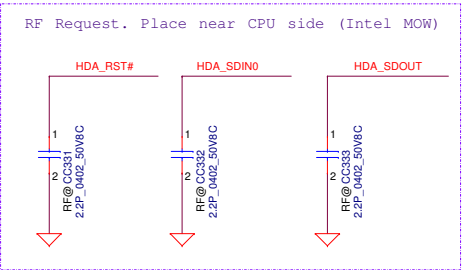 RF Request. Place near CPU side (Intel MOW)
HDA_RST#
HDA_SDIN0
HDA_SDOUT
1
2
RF@ CC331
2.2P_0402_50V8C
1
2
RF@ CC332
2.2P_0402_50V8C
1
2
RF@ CC333
2.2P_0402_50V8C